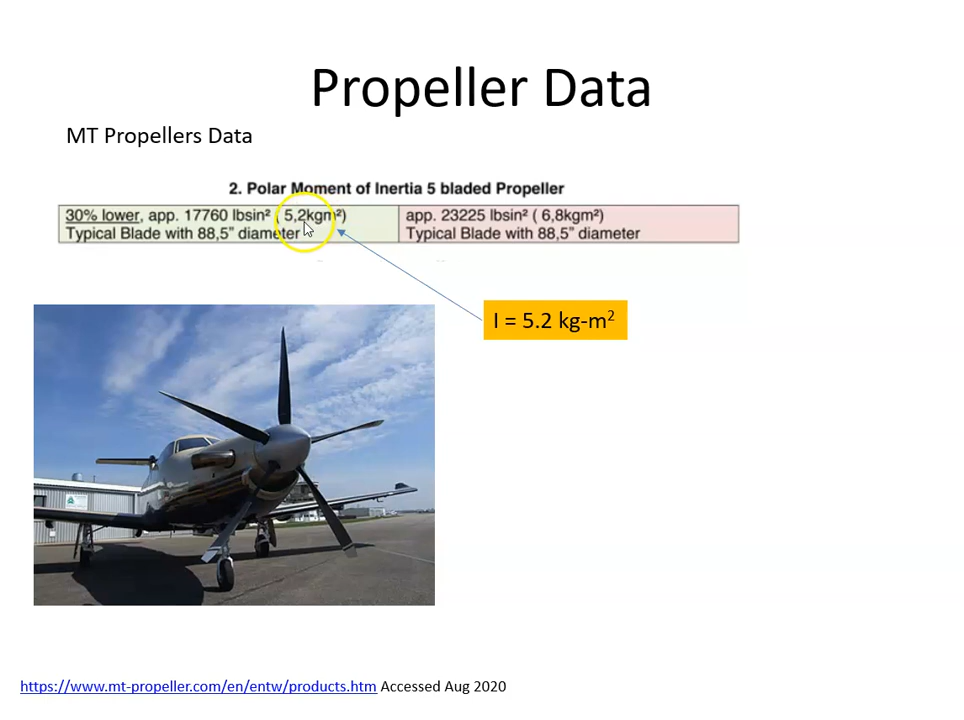 Propeller Data
MT Propellers Data
2. Polar Moment of Inertia 5 bladed Propeller
30% lower, app. 17760 lbsin² ( 5,2kgm²)
Typical Blade with 88,5” diameter
app. 23225 lbsin² ( 6,8kgm²)
Typical Blade with 88,5” diameter
I = 5.2 kg-m²
https://www.mt-propeller.com/en/entw/products.htm Accessed Aug 2020